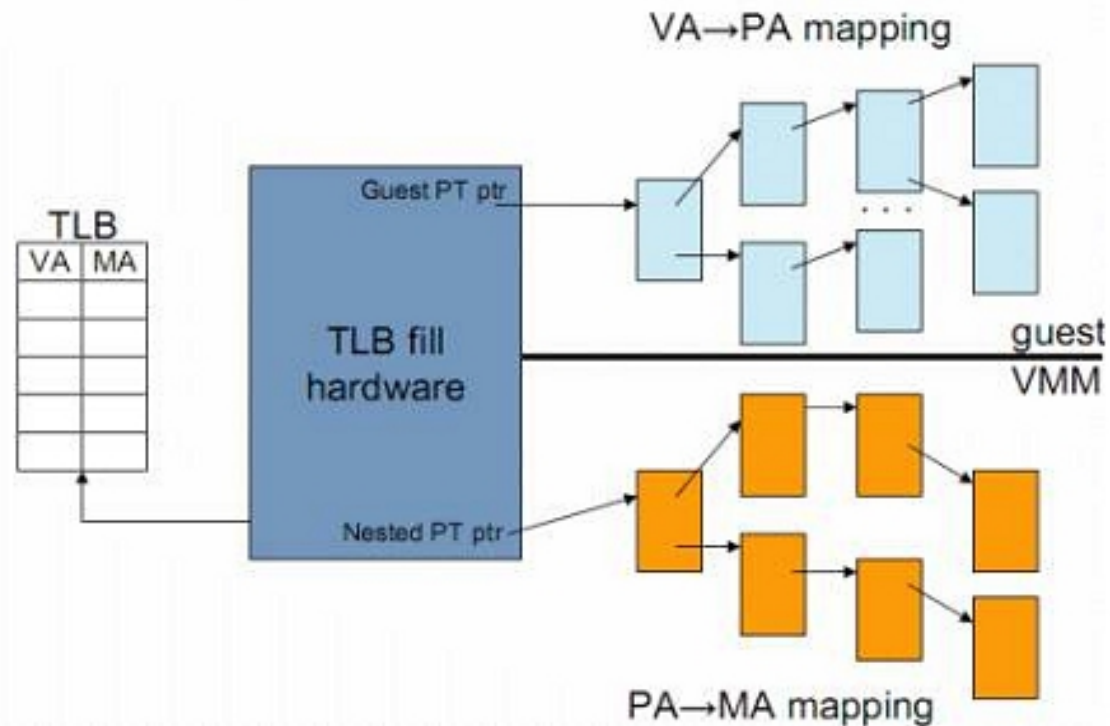 VA→PA mapping
Guest PT ptr
TLB
VA MA
TLB fill
hardware
guest
VMM
Nested PT ptr
. . .
PA→MA mapping